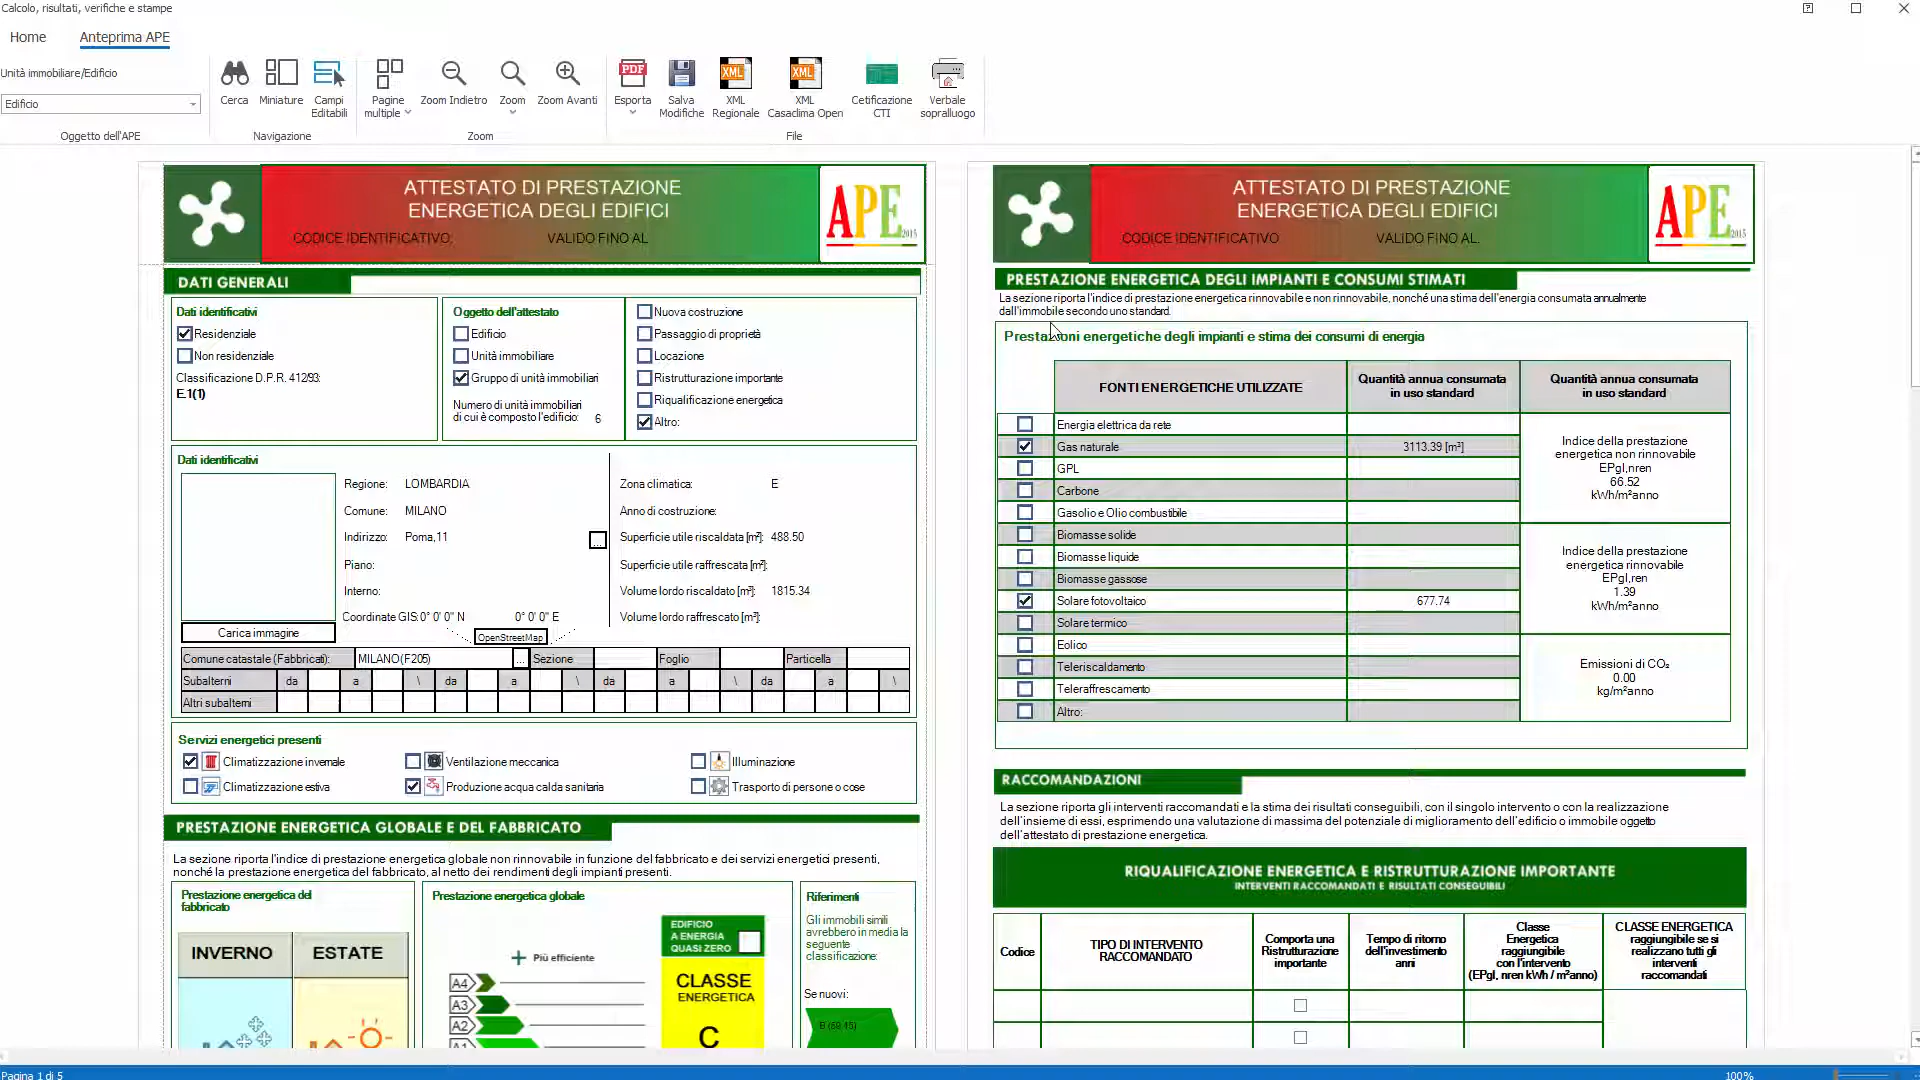 Calcolo, risultati, verifiche e stampe
Home
Anteprima APE
Unità immobiliare/Edificio
Edificio
Oggetto dell'APE
Cerca
Miniature
Campi
Editabili
Navigazione
Pagine
multiple
Zoom Indietro
Zoom
Zoom Avanti
Zoom
PDF
Esporta
Salva
Modifiche
XML
XML
Regionale
XML
XML
Casaclima Open
Cetificazione
CTI
Verbale
sopralluogo
File
ATTESTATO DI PRESTAZIONE
ENERGETICA DEGLI EDIFICI
CODICE IDENTIFICATIVO:
VALIDO FINO AL
APE
2015
DATI GENERALI
Dati identificativi
Residenziale
Non residenziale
Classificazione D.P.R. 412/93:
E.1(1)
Oggetto dell'attestato
Edificio
Unità immobiliare
Gruppo di unità immobiliari
Numero di unità immobiliari
di cui è composto l'edificio: 6
Nuova costruzione
Passaggio di proprietà
Locazione
Ristrutturazione importante
Riqualificazione energetica
Altro:
Dati identificativi
Carica immagine
Regione: LOMBARDIA
Comune: MILANO
Indirizzo: Poma,11
...
Piano:
Interno:
Coordinate GIS:0° 0' 0" N 0° 0' 0" E
OpenStreetMap
Zona climatica: E
Anno di costruzione:
Superficie utile riscaldata [m²]: 488.50
Superficie utile raffrescata [m²]:
Volume lordo riscaldato [m³]: 1815.34
Volume lordo raffrescato [m³]:
Comune catastale (Fabbricati): MILANO(F205) ... Sezione Foglio Particella
Subalterni da a \ da a \ da a \ da a \
Altri subalterni
Servizi energetici presenti
Climatizzazione invernale
Ventilazione meccanica
Illuminazione
Climatizzazione estiva
Produzione acqua calda sanitaria
Trasporto di persone o cose
PRESTAZIONE ENERGETICA GLOBALE E DEL FABBRICATO
La sezione riporta l'indice di prestazione energetica globale non rinnovabile in funzione del fabbricato e dei servizi energetici presenti,
nonché la prestazione energetica del fabbricato, al netto dei rendimenti degli impianti presenti.
Prestazione energetica del
fabbricato
INVERNO
ESTATE
Prestazione energetica globale
+ Più efficiente
A4
A3
A2
A1
EDIFICIO
A ENERGIA
QUASI ZERO
CLASSE
ENERGETICA
C
Riferimenti
Gli immobili simili
avrebbero in media la
seguente
classificazione:
Se nuovi:
ATTESTATO DI PRESTAZIONE
ENERGETICA DEGLI EDIFICI
CODICE IDENTIFICATIVO
VALIDO FINO AL.
APE
2015
PRESTAZIONE ENERGETICA DEGLI IMPIANTI E CONSUMI STIMATI
La sezione riporta l'indice di prestazione energetica rinnovabile e non rinnovabile, nonché una stima dell'energia consumata annualmente
dall'immobile secondo uno standard.
Prestazioni energetiche degli impianti e stima dei consumi di energia
FONTI ENERGETICHE UTILIZZATE
Quantità annua consumata
in uso standard
Quantità annua consumata
in uso standard
Energia elettrica da rete
Gas naturale 3113.39 [m³]
GPL
Carbone
Gasolio e Olio combustibile
Biomasse solide
Biomasse liquide
Biomasse gassose
Solare fotovoltaico 677.74
Solare termico
Eolico
Teleriscaldamento
Teleraffrescamento
Altro:
Indice della prestazione
energetica non rinnovabile
EPgl,nren
66.52
kWh/m²anno
Indice della prestazione
energetica rinnovabile
EPgl,ren
1.39
kWh/m²anno
Emissioni di CO₂
0.00
kg/m²anno
RACCOMANDAZIONI
La sezione riporta gli interventi raccomandati e la stima dei risultati conseguibili, con il singolo intervento o con la realizzazione
dell'insieme di essi, esprimendo una valutazione di massima del potenziale di miglioramento dell'edificio o immobile oggetto
dell'attestato di prestazione energetica.
RIQUALIFICAZIONE ENERGETICA E RISTRUTTURAZIONE IMPORTANTE
INTERVENTI RACCOMANDATI E RISULTATI CONSEGUIBILI
Codice
TIPO DI INTERVENTO
RACCOMANDATO
Comporta una
Ristrutturazione
importante
Tempo di ritorno
dell'investimento
anni
Classe
Energetica
raggiungibile
con l'intervento
(EPgl, nren kWh / m²anno)
CLASSE ENERGETICA
raggiungibile se si
realizzano tutti gli
interventi
raccomandati
Pagina 1 di 5
100%